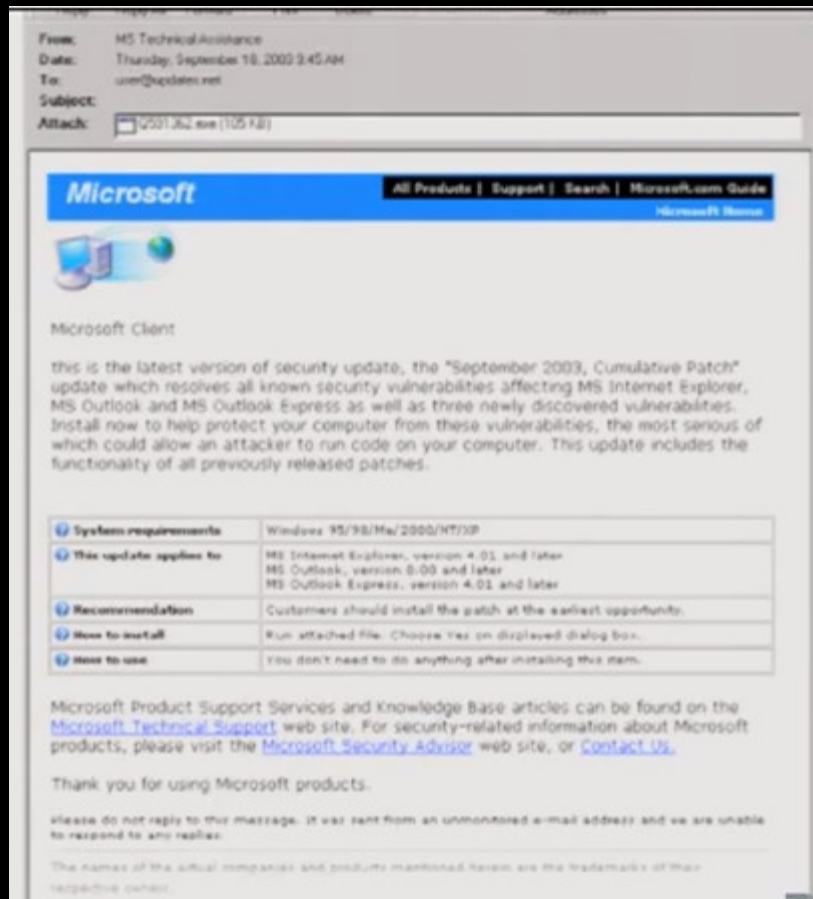 From: MS Technical Assistance
Date: Thursday, September 18, 2003 3:45 AM
To: user@updates.net
Subject:
Attach: (105 KB)
Microsoft
All Products | Support | Search | Microsoft.com Guide
Microsoft Home
Microsoft Client
this is the latest version of security update, the "September 2003, Cumulative Patch"
update which resolves all known security vulnerabilities affecting MS Internet Explorer,
MS Outlook and MS Outlook Express as well as three newly discovered vulnerabilities.
Install now to help protect your computer from these vulnerabilities, the most serious of
which could allow an attacker to run code on your computer. This update includes the
functionality of all previously released patches.
System requirements Windows 95/98/Me/2000/NT/XP
This update applies to MS Internet Explorer, version 4.01 and later
MS Outlook, version 8.00 and later
MS Outlook Express, version 4.01 and later
Recommendation Customers should install the patch at the earliest opportunity.
How to install Run attached file. Choose Yes on displayed dialog box.
How to use You don't need to do anything after installing this item.
Microsoft Product Support Services and Knowledge Base articles can be found on the
Microsoft Technical Support web site. For security-related information about Microsoft
products, please visit the Microsoft Security Advisor web site, or Contact Us.
Thank you for using Microsoft products.
Please do not reply to this message. It was sent from an unmonitored e-mail address and we are unable
to respond to any replies.
The names of the actual companies and products mentioned herein are the trademarks of their
respective owners.